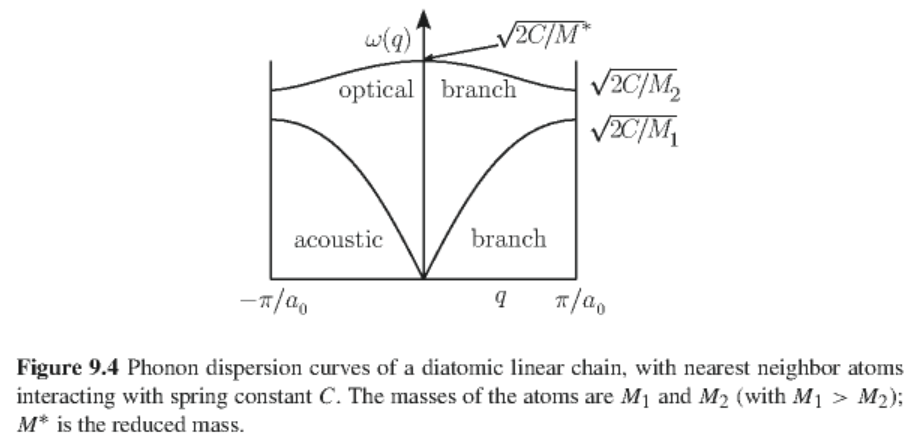 ω(q)
√2C/M*
optical branch
√2C/M₂
√2C/M₁
acoustic branch
−π/a₀ q π/a₀
Figure 9.4 Phonon dispersion curves of a diatomic linear chain, with nearest neighbor atoms
interacting with spring constant C. The masses of the atoms are M₁ and M₂ (with M₁ > M₂);
M* is the reduced mass.